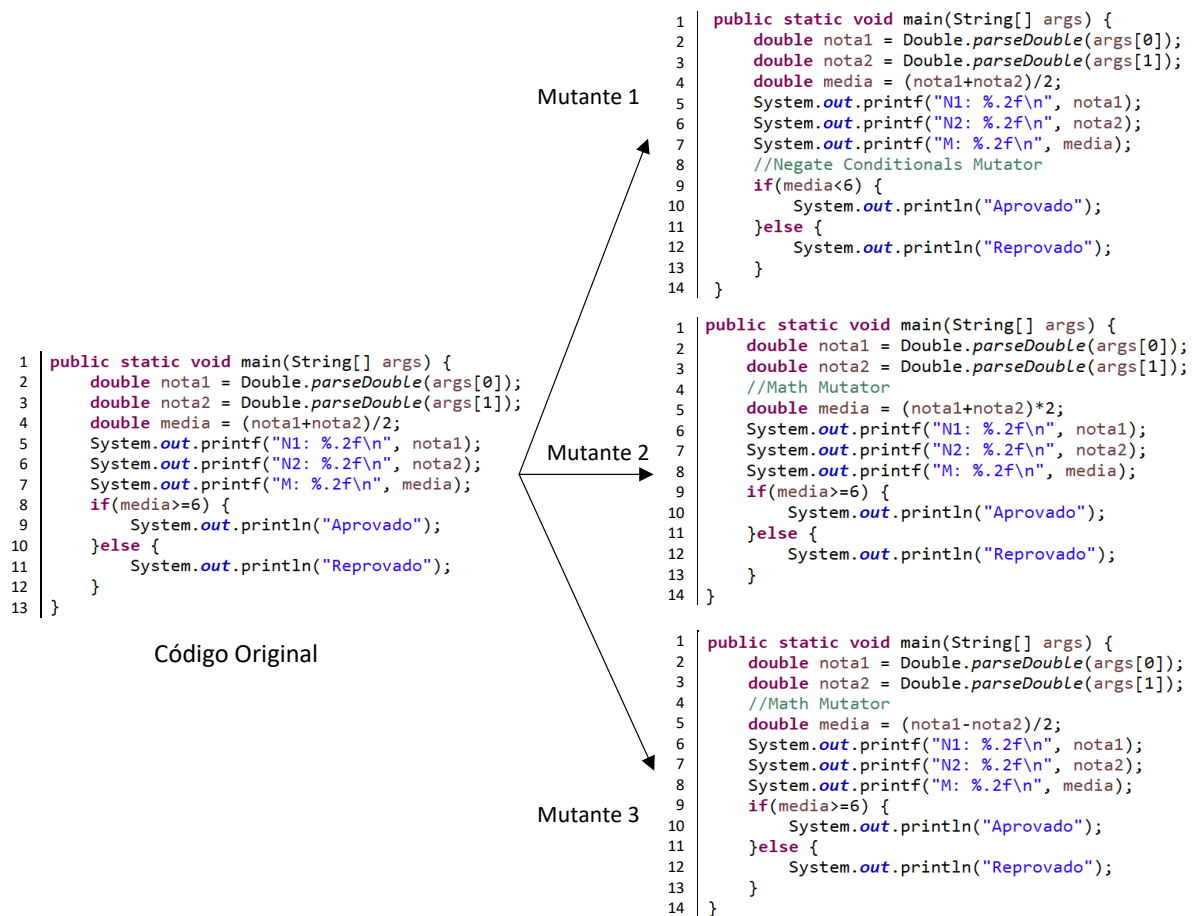 Mutante 1
1 public static void main(String[] args) {
2 double nota1 = Double.parseDouble(args[0]);
3 double nota2 = Double.parseDouble(args[1]);
4 double media = (nota1+nota2)/2;
5 System.out.printf("N1: %.2f\n", nota1);
6 System.out.printf("N2: %.2f\n", nota2);
7 System.out.printf("M: %.2f\n", media);
8 //Negate Conditionals Mutator
9 if(media<6) {
10 System.out.println("Aprovado");
11 }else {
12 System.out.println("Reprovado");
13 }
14 }
1 public static void main(String[] args) {
2 double nota1 = Double.parseDouble(args[0]);
3 double nota2 = Double.parseDouble(args[1]);
4 double media = (nota1+nota2)/2;
5 System.out.printf("N1: %.2f\n", nota1);
6 System.out.printf("N2: %.2f\n", nota2);
7 System.out.printf("M: %.2f\n", media);
8 if(media>=6) {
9 System.out.println("Aprovado");
10 }else {
11 System.out.println("Reprovado");
12 }
13 }
Código Original
Mutante 2
1 public static void main(String[] args) {
2 double nota1 = Double.parseDouble(args[0]);
3 double nota2 = Double.parseDouble(args[1]);
4 //Math Mutator
5 double media = (nota1+nota2)*2;
6 System.out.printf("N1: %.2f\n", nota1);
7 System.out.printf("N2: %.2f\n", nota2);
8 System.out.printf("M: %.2f\n", media);
9 if(media>=6) {
10 System.out.println("Aprovado");
11 }else {
12 System.out.println("Reprovado");
13 }
14 }
Mutante 3
1 public static void main(String[] args) {
2 double nota1 = Double.parseDouble(args[0]);
3 double nota2 = Double.parseDouble(args[1]);
4 //Math Mutator
5 double media = (nota1-nota2)/2;
6 System.out.printf("N1: %.2f\n", nota1);
7 System.out.printf("N2: %.2f\n", nota2);
8 System.out.printf("M: %.2f\n", media);
9 if(media>=6) {
10 System.out.println("Aprovado");
11 }else {
12 System.out.println("Reprovado");
13 }
14 }